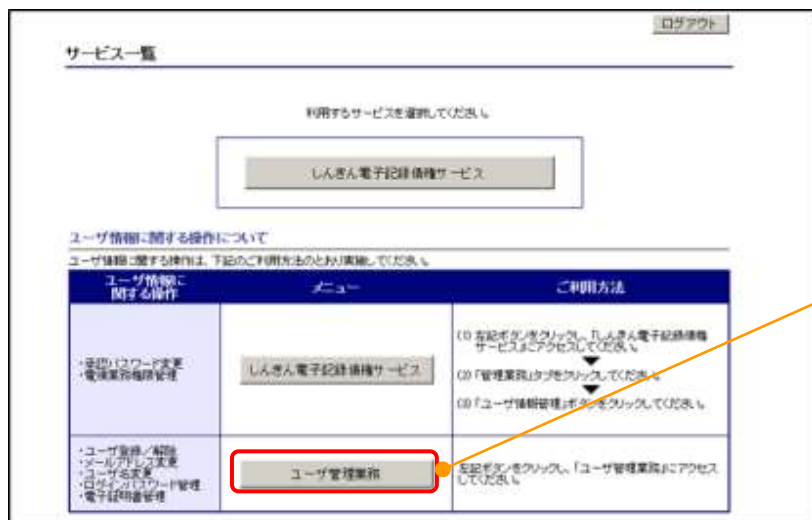 ログアウト
サービス一覧
利用するサービスを選択してください。
しんきん電子記録債権サービス
ユーザ情報に関する操作について
ユーザ情報に関する操作は、下記のご利用方法のとおり実施してください。
ユーザ情報に
関する操作
メニュー
ご利用方法
・承認パスワード変更
・電債業務権限管理
しんきん電子記録債権サービス
(1) 左記ボタンをクリックし、「しんきん電子記録債権
サービス」にアクセスしてください。
▼
(2) 「管理業務」タブをクリックしてください。
▼
(3) 「ユーザ情報管理」ボタンをクリックしてください。
・ユーザ登録/解除
・メールアドレス変更
・ユーザ名変更
・ログインパスワード管理
・電子証明書管理
ユーザ管理業務
左記ボタンをクリックし、「ユーザ管理業務」にアクセス
してください。